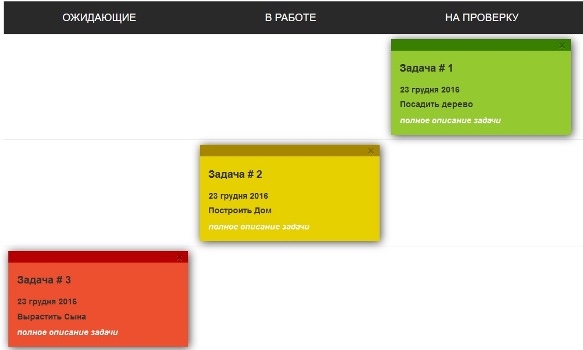 ОЖИДАЮЩИЕ В РАБОТЕ НА ПРОВЕРКУ
Задача # 1
23 грудня 2016
Посадить дерево
полное описание задачи
Задача # 2
23 грудня 2016
Построить Дом
полное описание задачи
Задача # 3
23 грудня 2016
Вырастить Сына
полное описание задачи